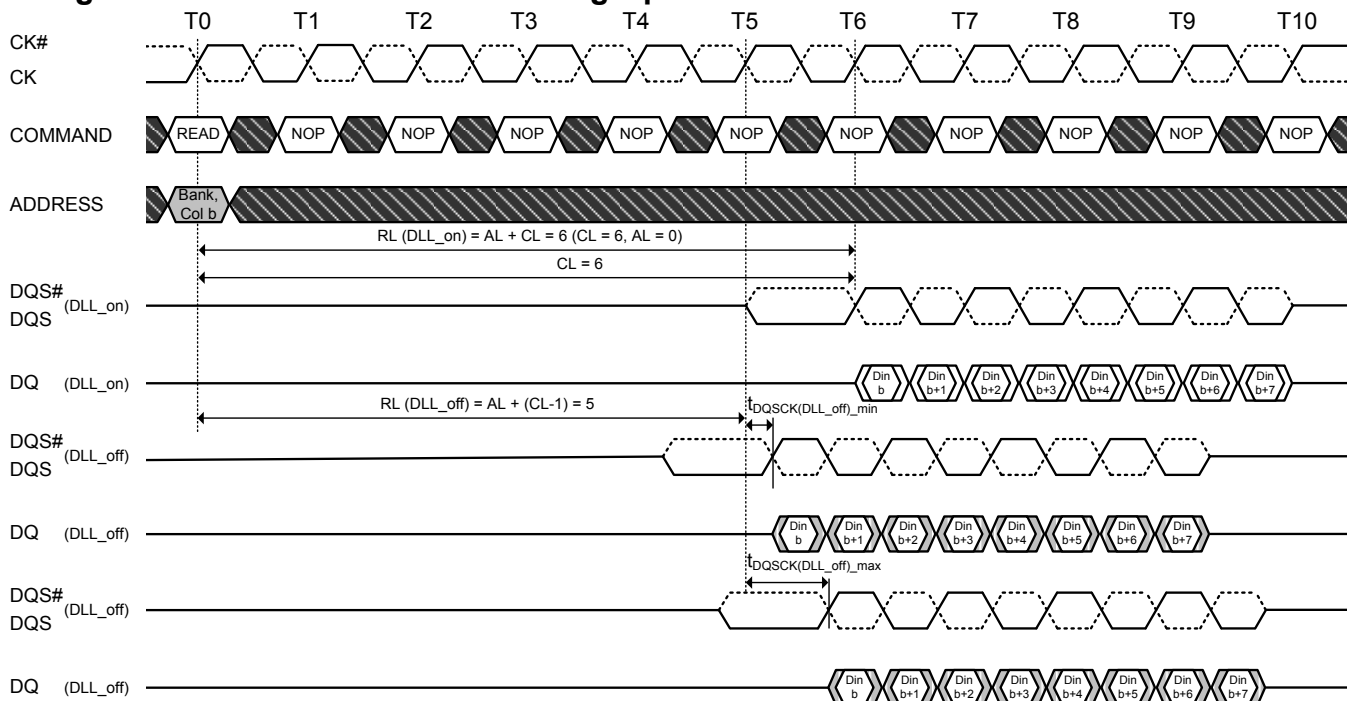 T0 T1 T2 T3 T4 T5 T6 T7 T8 T9 T10
CK#
CK
COMMAND READ NOP NOP NOP NOP NOP NOP NOP NOP NOP NOP
ADDRESS Bank,
Col b
RL (DLL_on) = AL + CL = 6 (CL = 6, AL = 0)
CL = 6
DQS# (DLL_on)
DQS
DQ (DLL_on) Din b Din b+1 Din b+2 Din b+3 Din b+4 Din b+5 Din b+6 Din b+7
RL (DLL_off) = AL + (CL-1) = 5 tDQSCK(DLL_off)_min
DQS# (DLL_off)
DQS
DQ (DLL_off) Din b Din b+1 Din b+2 Din b+3 Din b+4 Din b+5 Din b+6 Din b+7
tDQSCK(DLL_off)_max
DQS# (DLL_off)
DQS
DQ (DLL_off) Din b Din b+1 Din b+2 Din b+3 Din b+4 Din b+5 Din b+6 Din b+7